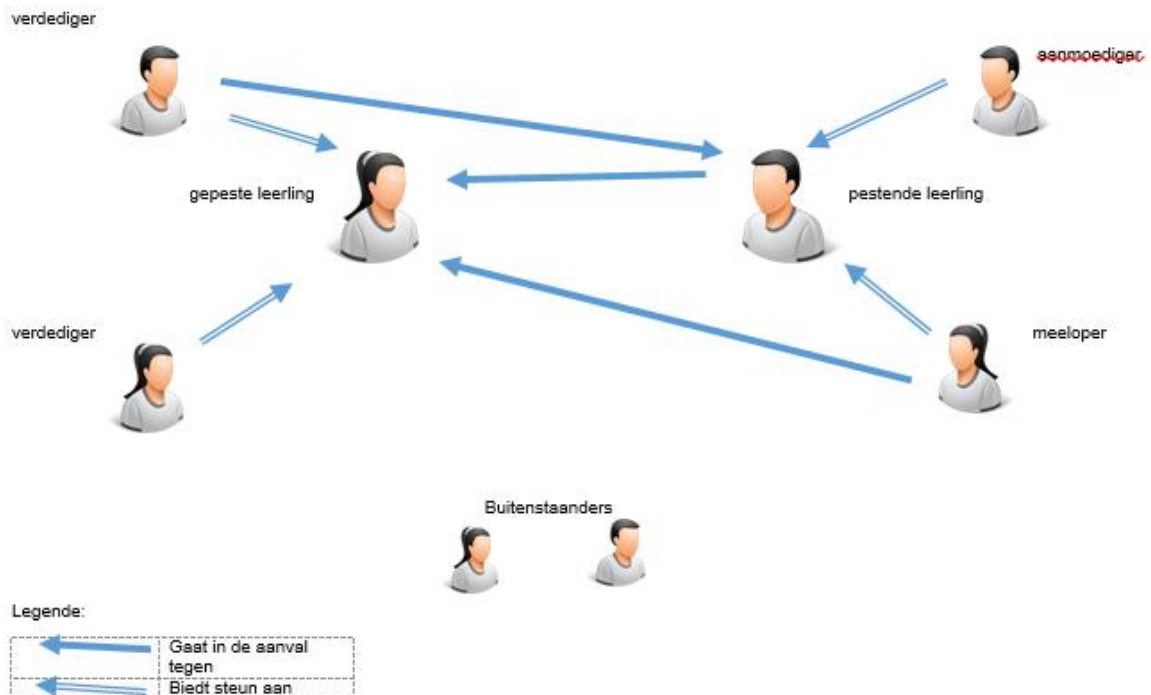 verdediger
aanmoediger
gepeste leerling
pestende leerling
verdediger
meeloper
Buitenstaanders
Legende:
Gaat in de aanval
tegen
Biedt steun aan